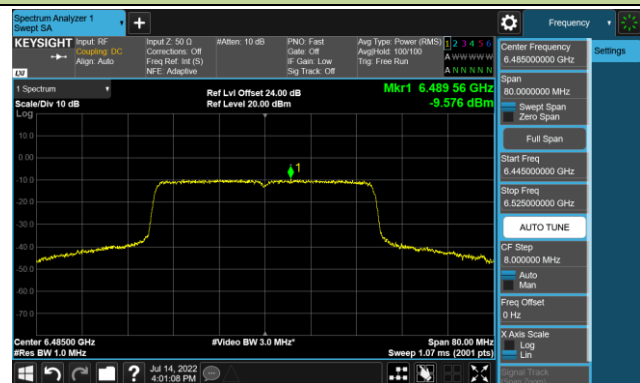 Spectrum Analyzer 1
Swept SA
Frequency
KEYSIGHT
Input: RF
Coupling: DC
Align: Auto
Input Z: 50 Ω
Corrections: Off
Freq Ref: Int (S)
NFE: Adaptive
#Atten: 10 dB
PNO: Fast
Gate: Off
IF Gain: Low
Sig Track: Off
Avg Type: Power (RMS)
Avg|Hold: 100/100
Trig: Free Run
1 2 3 4 5 6
A W W W W W
A N N N N N
LXI
1 Spectrum
Scale/Div 10 dB
Log
Ref Lvl Offset 24.00 dB
Ref Level 20.00 dBm
Mkr1 6.489 56 GHz
-9.576 dBm
10.0
0.00
-10.0
-20.0
-30.0
-40.0
-50.0
-60.0
-70.0
1
Center 6.48500 GHz
#Res BW 1.0 MHz
#Video BW 3.0 MHz*
Span 80.00 MHz
Sweep 1.07 ms (2001 pts)
Center Frequency
6.485000000 GHz
Settings
Span
80.0000000 MHz
Swept Span
Zero Span
Full Span
Start Freq
6.445000000 GHz
Stop Freq
6.525000000 GHz
AUTO TUNE
CF Step
8.000000 MHz
Auto
Man
Freq Offset
0 Hz
X Axis Scale
Log
Lin
Signal Track
Jul 14, 2022
4:01:08 PM